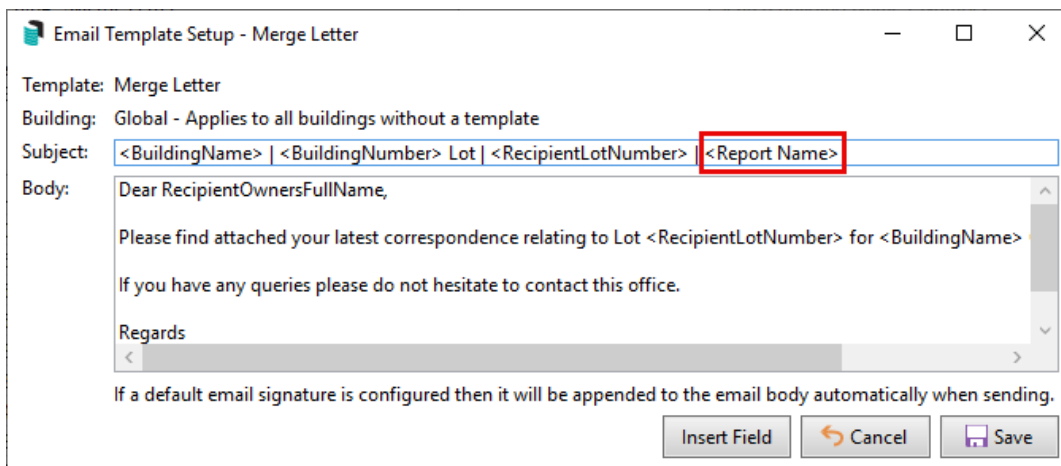 Email Template Setup - Merge Letter
Template: Merge Letter
Building: Global - Applies to all buildings without a template
Subject: <BuildingName> | <BuildingNumber> Lot | <RecipientLotNumber> | <Report Name>
Body: Dear RecipientOwnersFullName,
Please find attached your latest correspondence relating to Lot <RecipientLotNumber> for <BuildingName>
If you have any queries please do not hesitate to contact this office.
Regards
If a default email signature is configured then it will be appended to the email body automatically when sending.
Insert Field Cancel Save